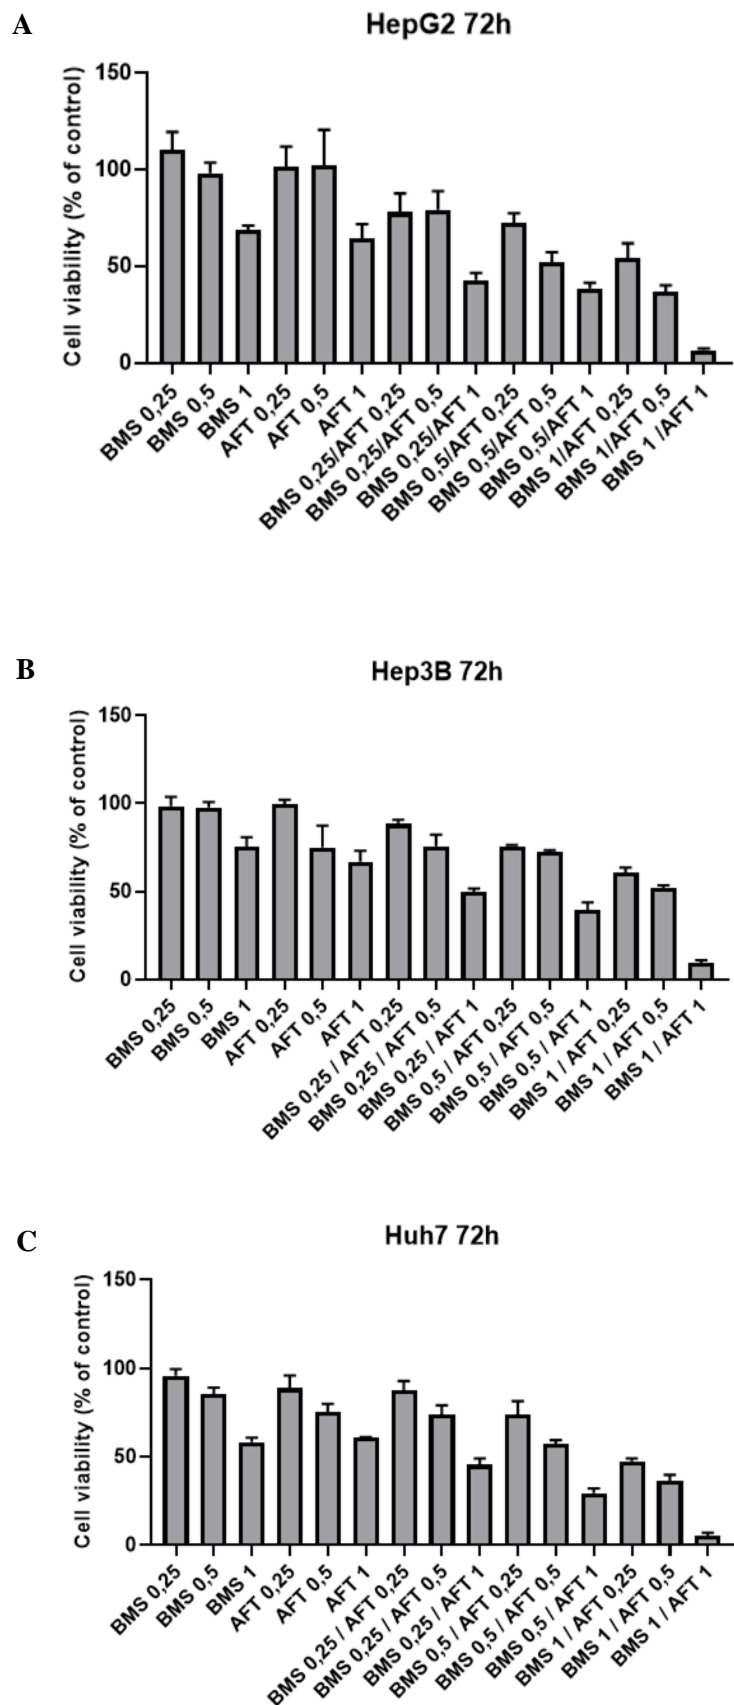 A
HepG2 72h
Cell viability (% of control)
150
100
50
0
BMS 0,25
BMS 0,5
BMS 1
AFT 0,25
AFT 0,5
AFT 1
BMS 0,25/AFT 0,25
BMS 0,25/AFT 0,5
BMS 0,25/AFT 1
BMS 0,5/AFT 0,25
BMS 0,5/AFT 0,5
BMS 0,5/AFT 1
BMS 1/AFT 0,25
BMS 1/AFT 0,5
BMS 1 /AFT 1
B
Hep3B 72h
Cell viability (% of control)
150
100
50
0
BMS 0,25
BMS 0,5
BMS 1
AFT 0,25
AFT 0,5
AFT 1
BMS 0,25 / AFT 0,25
BMS 0,25 / AFT 0,5
BMS 0,25 / AFT 1
BMS 0,5 / AFT 0,25
BMS 0,5 / AFT 0,5
BMS 0,5 / AFT 1
BMS 1 / AFT 0,25
BMS 1 / AFT 0,5
BMS 1 / AFT 1
C
Huh7 72h
Cell viability (% of control)
150
100
50
0
BMS 0,25
BMS 0,5
BMS 1
AFT 0,25
AFT 0,5
AFT 1
BMS 0,25 / AFT 0,25
BMS 0,25 / AFT 0,5
BMS 0,25 / AFT 1
BMS 0,5 / AFT 0,25
BMS 0,5 / AFT 0,5
BMS 0,5 / AFT 1
BMS 1 / AFT 0,25
BMS 1 / AFT 0,5
BMS 1 / AFT 1